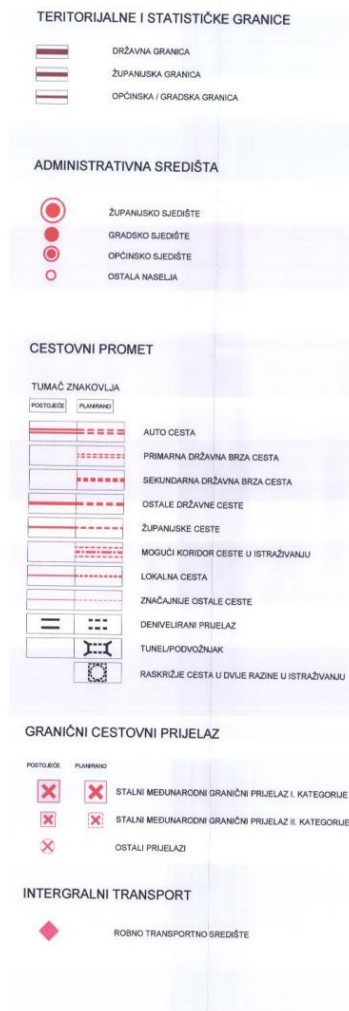 TERITORIJALNE I STATISTIČKE GRANICE
DRŽAVNA GRANICA
ŽUPANIJSKA GRANICA
OPĆINSKA / GRADSKA GRANICA
ADMINISTRATIVNA SREDIŠTA
ŽUPANIJSKO SJEDIŠTE
GRADSKO SJEDIŠTE
OPĆINSKO SJEDIŠTE
OSTALA NASELJA
CESTOVNI PROMET
TUMAČ ZNAKOVLJA
POSTOJEĆE PLANIRANO
AUTO CESTA
PRIMARNA DRŽAVNA BRZA CESTA
SEKUNDARNA DRŽAVNA BRZA CESTA
OSTALE DRŽAVNE CESTE
ŽUPANIJSKE CESTE
MOGUĆI KORIDOR CESTE U ISTRAŽIVANJU
LOKALNA CESTA
ZNAČAJNIJE OSTALE CESTE
DENIVELIRANI PRIJELAZ
TUNEL/PODVOŽNJAK
RASKRIŽJE CESTA U DVIJE RAZINE U ISTRAŽIVANJU
GRANIČNI CESTOVNI PRIJELAZ
POSTOJEĆE PLANIRANO
STALNI MEĐUNARODNI GRANIČNI PRIJELAZ I. KATEGORIJE
STALNI MEĐUNARODNI GRANIČNI PRIJELAZ II. KATEGORIJE
OSTALI PRIJELAZI
INTERGRALNI TRANSPORT
ROBNO TRANSPORTNO SREDIŠTE